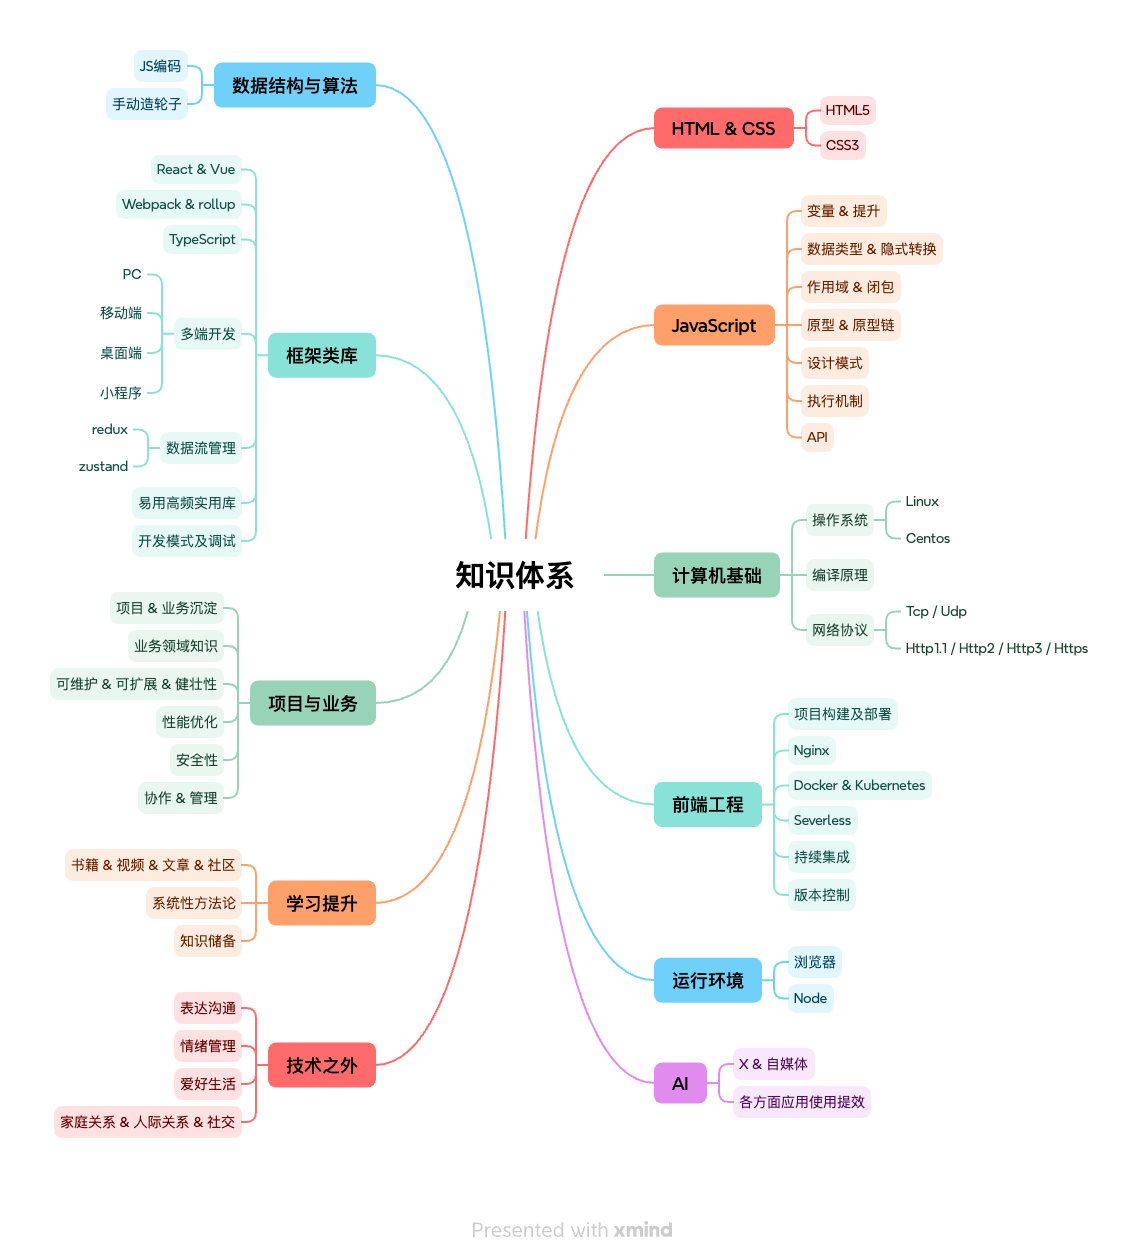 知识体系
HTML & CSS
HTML5
CSS3
JavaScript
变量 & 提升
数据类型 & 隐式转换
作用域 & 闭包
原型 & 原型链
设计模式
执行机制
API
计算机基础
操作系统
Linux
Centos
编译原理
网络协议
Tcp / Udp
Http1.1 / Http2 / Http3 / Https
前端工程
项目构建及部署
Nginx
Docker & Kubernetes
Severless
持续集成
版本控制
运行环境
浏览器
Node
AI
X & 自媒体
各方面应用使用提效
数据结构与算法
JS编码
手动造轮子
框架类库
React & Vue
Webpack & rollup
TypeScript
多端开发
PC
移动端
桌面端
小程序
数据流管理
redux
zustand
易用高频实用库
开发模式及调试
项目与业务
项目 & 业务沉淀
业务领域知识
可维护 & 可扩展 & 健壮性
性能优化
安全性
协作 & 管理
学习提升
书籍 & 视频 & 文章 & 社区
系统性方法论
知识储备
技术之外
表达沟通
情绪管理
爱好生活
家庭关系 & 人际关系 & 社交
Presented with xmind